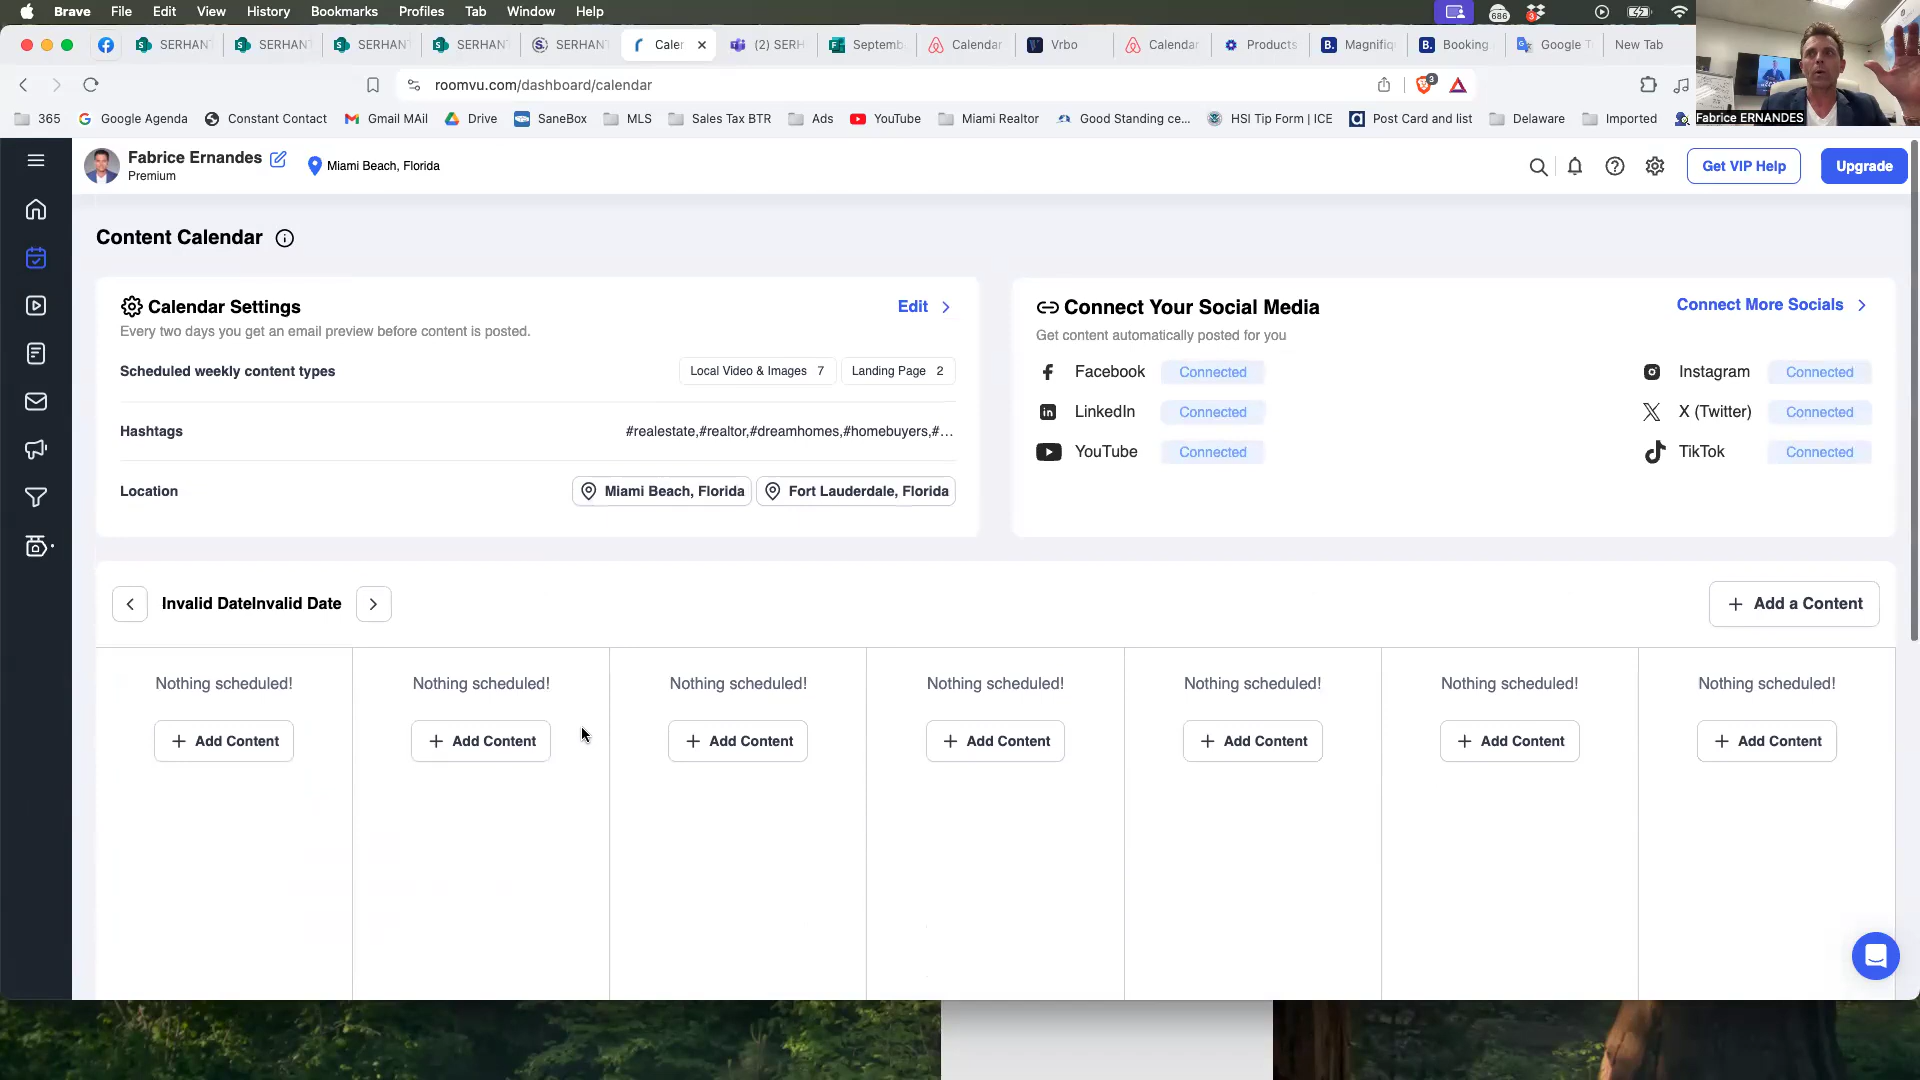 Brave File Edit View History Bookmarks Profiles Tab Window Help
686 3
SERHAN SERHAN SERHAN SERHAN SERHAN Caler (2) SERH Septemb Calendar Vrbo Calendar Products Magnifiq Booking Google T New Tab
roomvu.com/dashboard/calendar
3
365 Google Agenda Constant Contact Gmail MAil Drive SaneBox MLS Sales Tax BTR Ads YouTube Miami Realtor Good Standing ce... HSI Tip Form | ICE Post Card and list Delaware Imported
Fabrice ERNANDES
Fabrice Ernandes
Premium
Miami Beach, Florida
Get VIP Help
Upgrade
Content Calendar
Calendar Settings
Edit
Every two days you get an email preview before content is posted.
Scheduled weekly content types
Local Video & Images 7
Landing Page 2
Hashtags
#realestate,#realtor,#dreamhomes,#homebuyers,#...
Location
Miami Beach, Florida
Fort Lauderdale, Florida
Connect Your Social Media
Connect More Socials
Get content automatically posted for you
Facebook Connected
Instagram Connected
LinkedIn Connected
X (Twitter) Connected
YouTube Connected
TikTok Connected
Invalid DateInvalid Date
Add a Content
Nothing scheduled! Nothing scheduled! Nothing scheduled! Nothing scheduled! Nothing scheduled! Nothing scheduled! Nothing scheduled!
Add Content Add Content Add Content Add Content Add Content Add Content Add Content